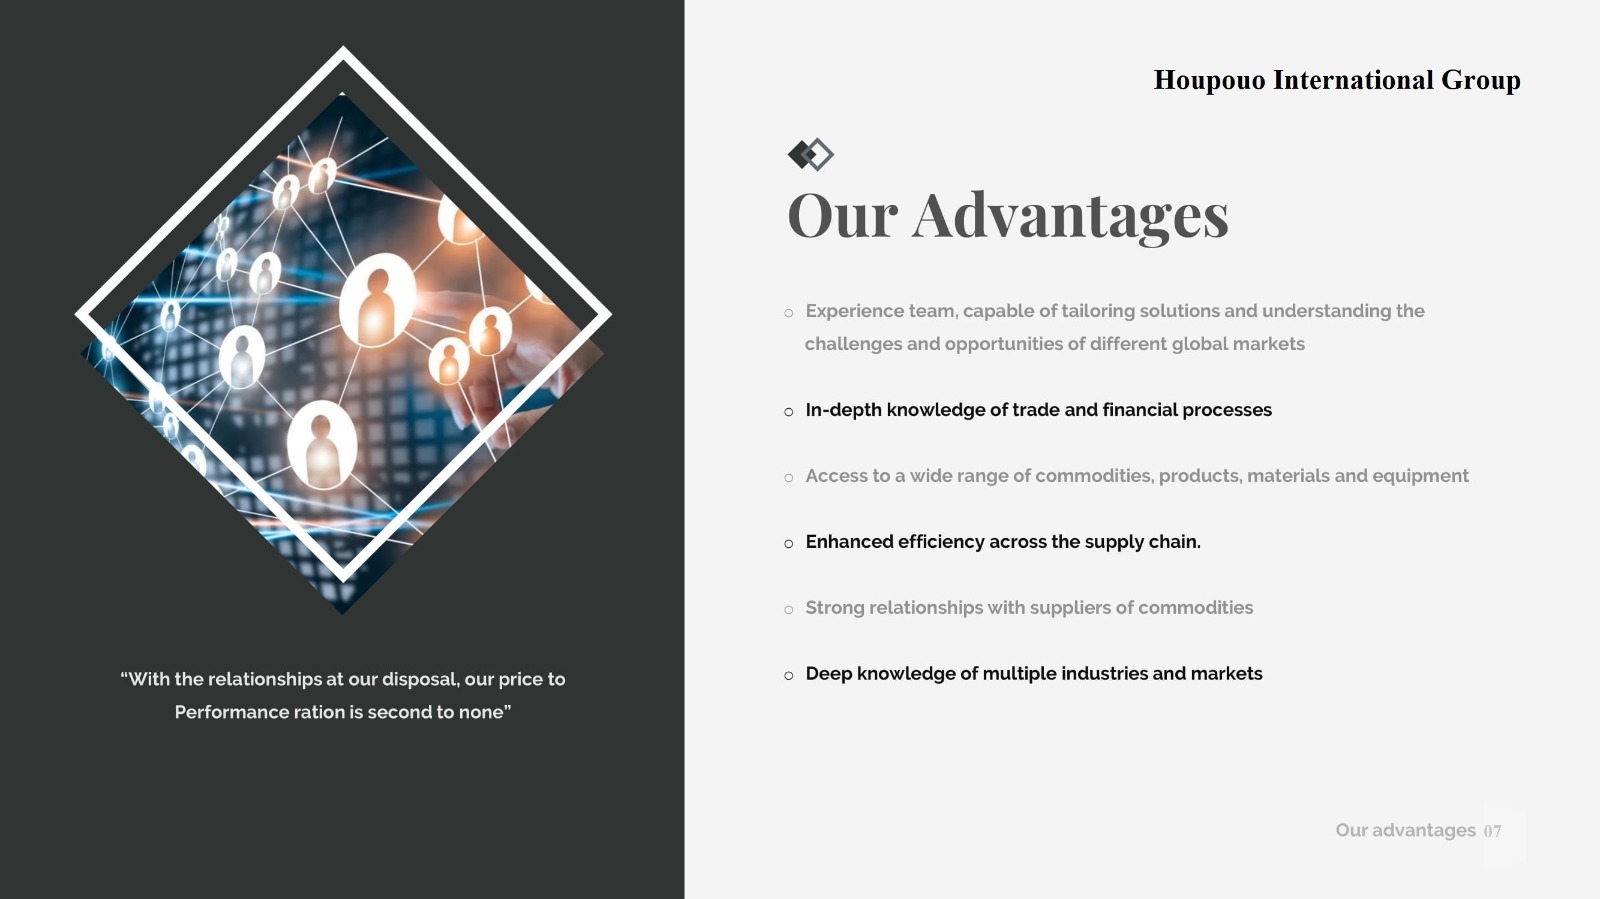 Houpouo International Group
Our Advantages
○ Experience team, capable of tailoring solutions and understanding the
challenges and opportunities of different global markets
○ In-depth knowledge of trade and financial processes
○ Access to a wide range of commodities, products, materials and equipment
○ Enhanced efficiency across the supply chain.
○ Strong relationships with suppliers of commodities
○ Deep knowledge of multiple industries and markets
“With the relationships at our disposal, our price to
Performance ration is second to none”
Our advantages 07